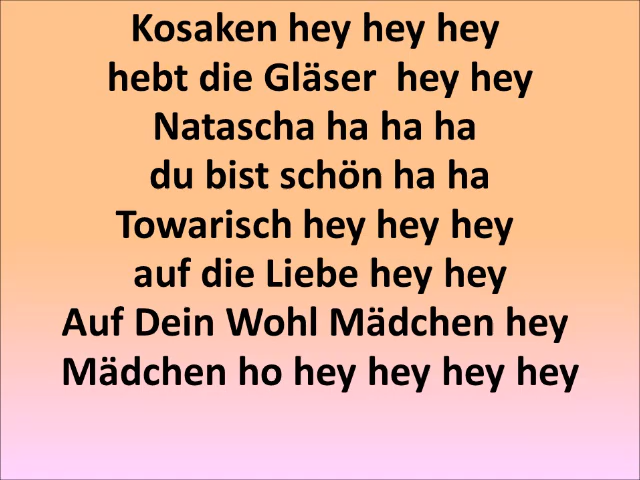 Kosaken hey hey hey
hebt die Gläser hey hey
Natascha ha ha ha
du bist schön ha ha
Towarisch hey hey hey
auf die Liebe hey hey
Auf Dein Wohl Mädchen hey
Mädchen ho hey hey hey hey